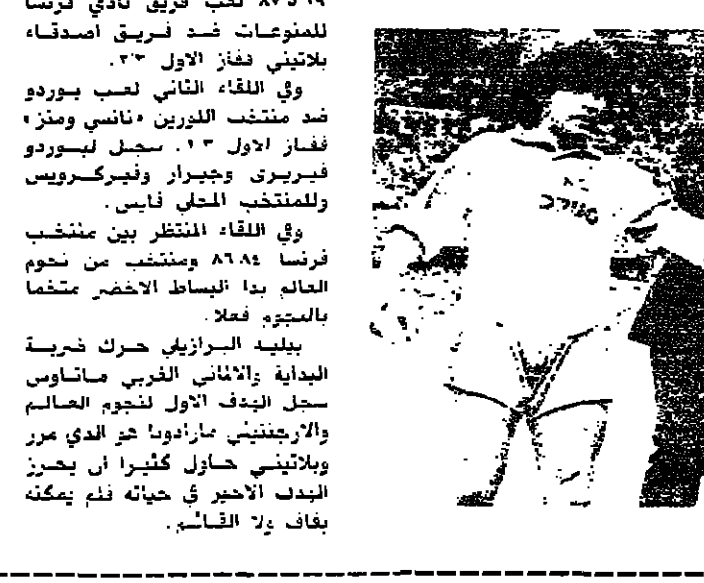 ٨٧ لعب فريق نادي فرنسا
للمنوعات ضد فريق اصدقاء
بلاتيني ففاز الاول ٣٢.
وفي اللقاء الثاني لعب بوردو
ضد منتخب اللورين «نانسي ومتز»
ففاز الاول ٣ ١. سجل لبوردو
فيريري وجيرار وفيركرويس
وللمنتخب المحلي فايس.
وفي اللقاء المنتظر بين منتخب
فرنسا ٨٤ ٨٦ ومنتخب من نجوم
العالم بدا البساط الاخضر متخما
بالنجوم فعلا.
بيليه البرازيلي حرك ضربة
البداية والالماني الغربي ماتاوس
سجل الهدف الاول لنجوم العالم
والارجنتيني مارادونا هو الذي مرر
وبلاتيني حاول كثيرا ان يحرز
الهدف الاخير في حياته فلم يمكنه
بفاف ولا القائم.